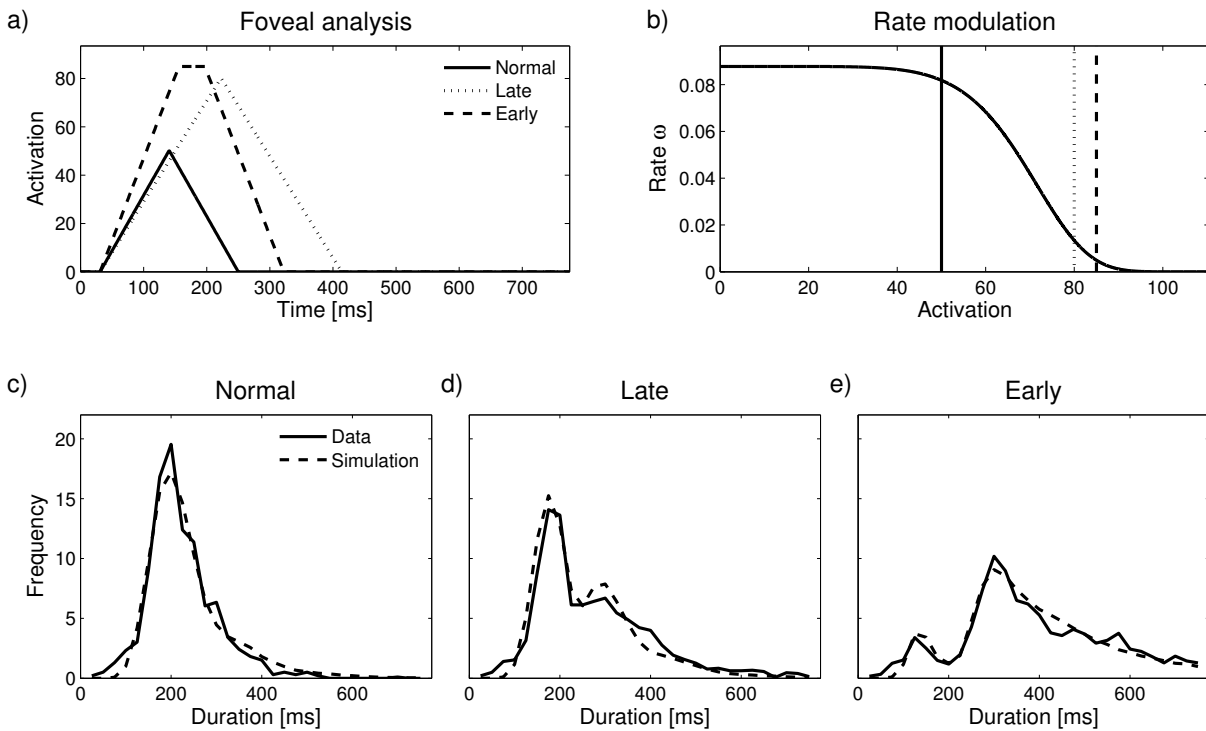 a)
Foveal analysis
Activation
80
60
40
20
0
Normal
Late
Early
0 100 200 300 400 500 600 700
Time [ms]
b)
Rate modulation
Rate ω
0.08
0.06
0.04
0.02
0
0 20 40 60 80 100
Activation
c)
Normal
Frequency
20
15
10
5
0
Data
Simulation
0 200 400 600
Duration [ms]
d)
Late
0 200 400 600
Duration [ms]
e)
Early
0 200 400 600
Duration [ms]